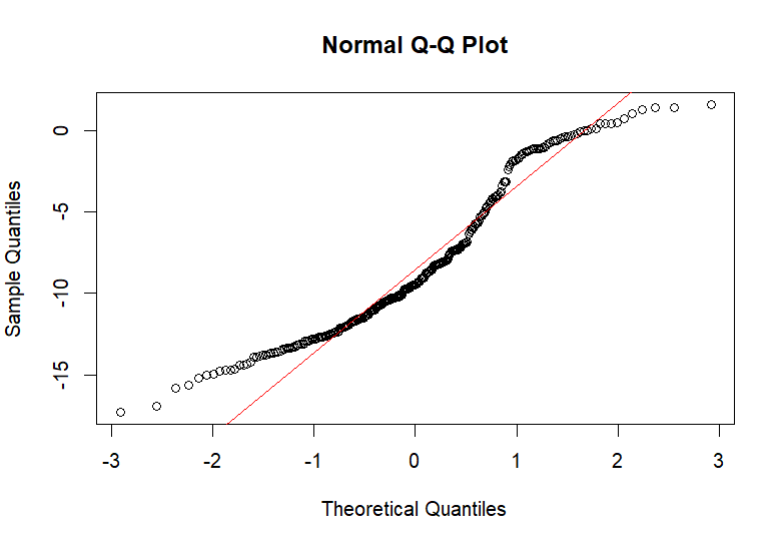 Normal Q-Q Plot
0
-5
-10
-15
Sample Quantiles
-3 -2 -1 0 1 2 3
Theoretical Quantiles